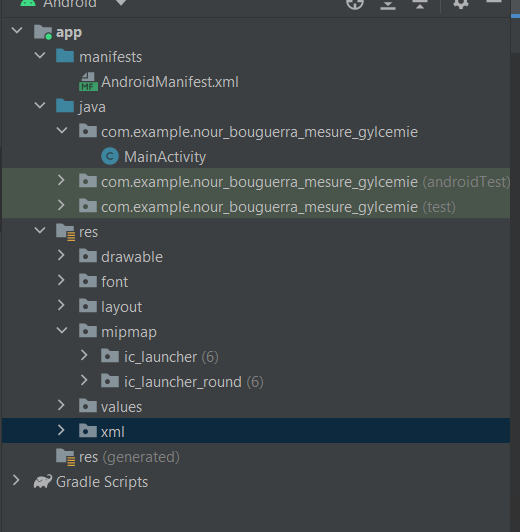 Android
app
manifests
AndroidManifest.xml
java
com.example.nour_bouguerra_mesure_gylcemie
MainActivity
com.example.nour_bouguerra_mesure_gylcemie (androidTest)
com.example.nour_bouguerra_mesure_gylcemie (test)
res
drawable
font
layout
mipmap
ic_launcher (6)
ic_launcher_round (6)
values
xml
res (generated)
Gradle Scripts